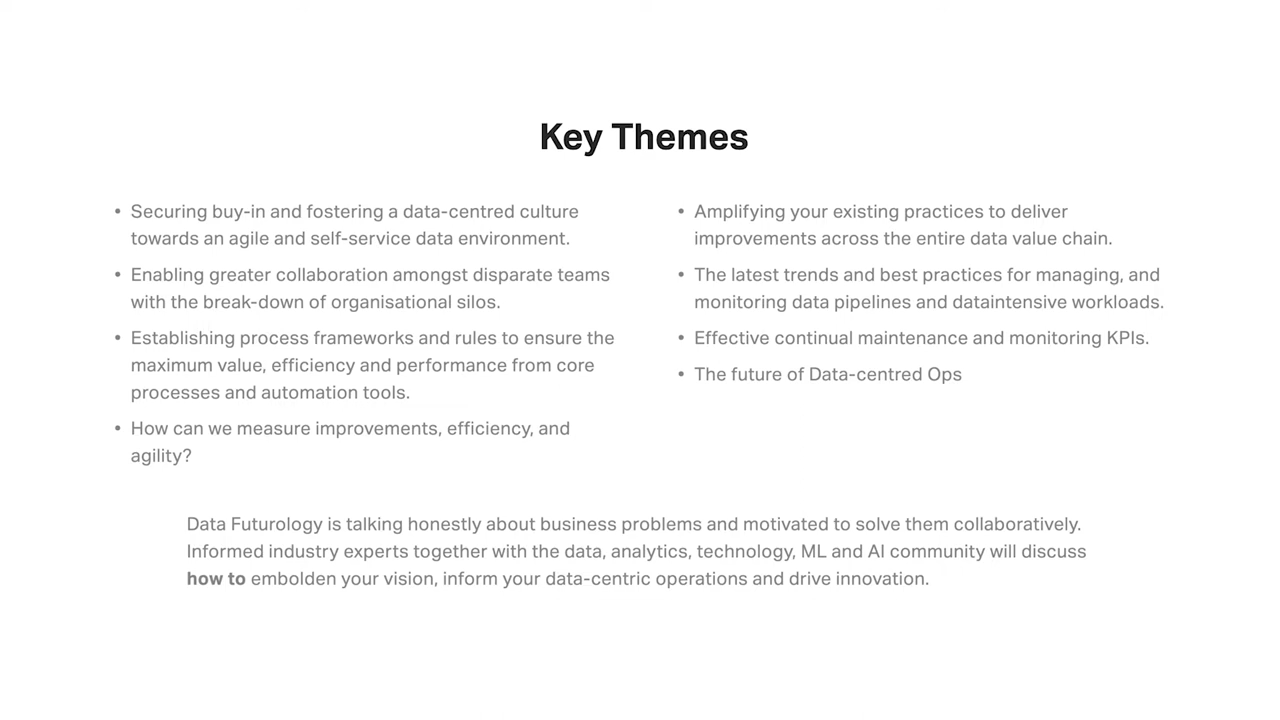 Key Themes
• Securing buy-in and fostering a data-centred culture
towards an agile and self-service data environment.
• Enabling greater collaboration amongst disparate teams
with the break-down of organisational silos.
• Establishing process frameworks and rules to ensure the
maximum value, efficiency and performance from core
processes and automation tools.
• How can we measure improvements, efficiency, and
agility?
• Amplifying your existing practices to deliver
improvements across the entire data value chain.
• The latest trends and best practices for managing, and
monitoring data pipelines and dataintensive workloads.
• Effective continual maintenance and monitoring KPIs.
• The future of Data-centred Ops
Data Futurology is talking honestly about business problems and motivated to solve them collaboratively.
Informed industry experts together with the data, analytics, technology, ML and AI community will discuss
how to embolden your vision, inform your data-centric operations and drive innovation.